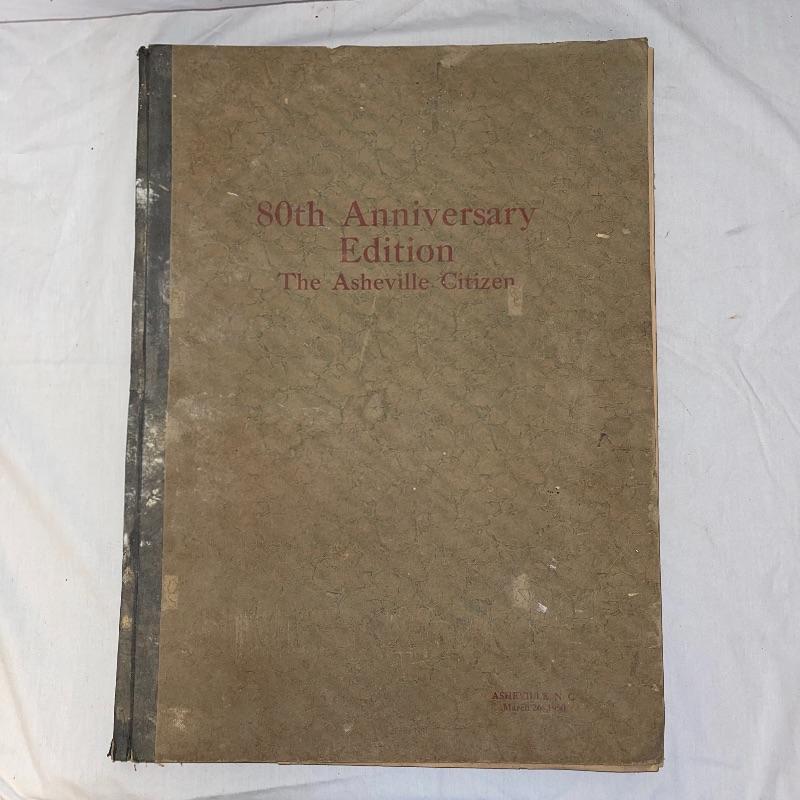 80th Anniversary
Edition
The Asheville Citizen
ASHEVILLE, N. C.
March 26, 1950